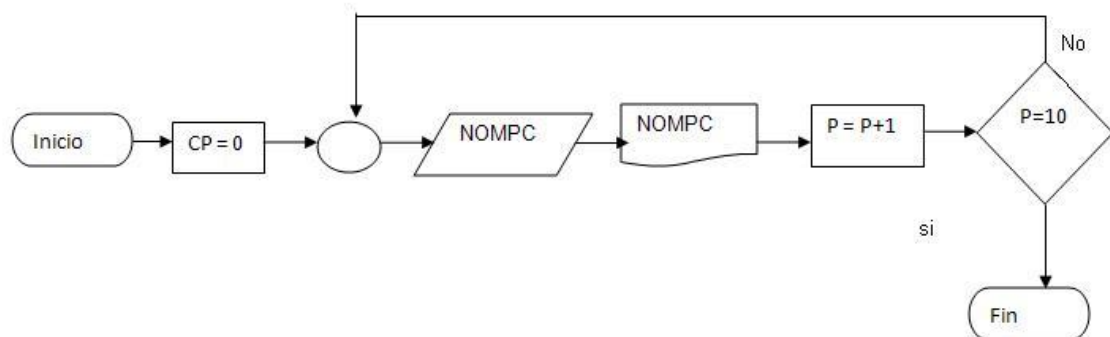 No
Inicio
CP = 0
NOMPC
NOMPC
P = P+1
P=10
si
Fin